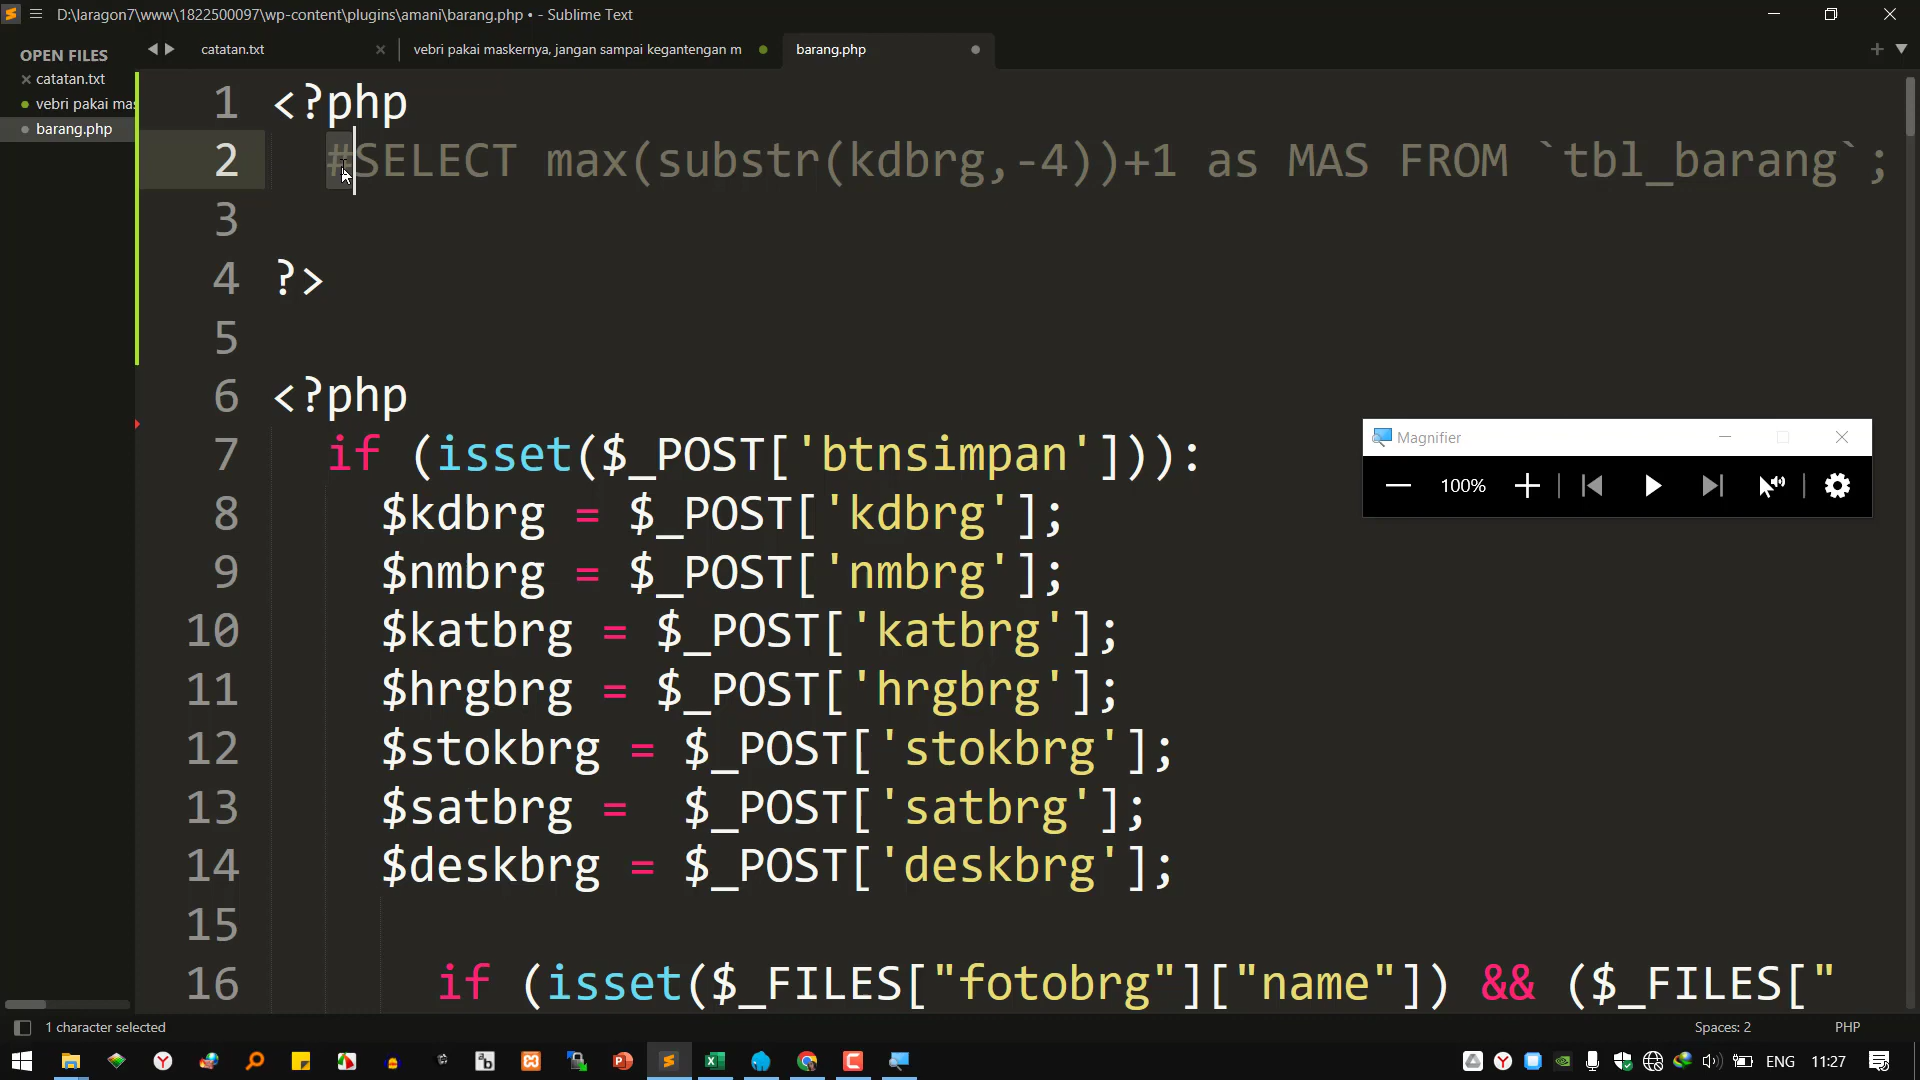 D:\laragon7\www\1822500097\wp-content\plugins\amani\barang.php • - Sublime Text
OPEN FILES
catatan.txt
vebri pakai mas
barang.php
catatan.txt
vebri pakai maskernya, jangan sampai kegantengan m
barang.php
1 <?php
2 #SELECT max(substr(kdbrg,-4))+1 as MAS FROM `tbl_barang`;
3
4 ?>
5
6 <?php
7 if (isset($_POST['btnsimpan'])):
8 $kdbrg = $_POST['kdbrg'];
9 $nmbrg = $_POST['nmbrg'];
10 $katbrg = $_POST['katbrg'];
11 $hrgbrg = $_POST['hrgbrg'];
12 $stokbrg = $_POST['stokbrg'];
13 $satbrg =  $_POST['satbrg'];
14 $deskbrg = $_POST['deskbrg'];
15
16 if (isset($_FILES["fotobrg"]["name"]) && ($_FILES["
Magnifier
100%
1 character selected
Spaces: 2
PHP
ENG
11:27